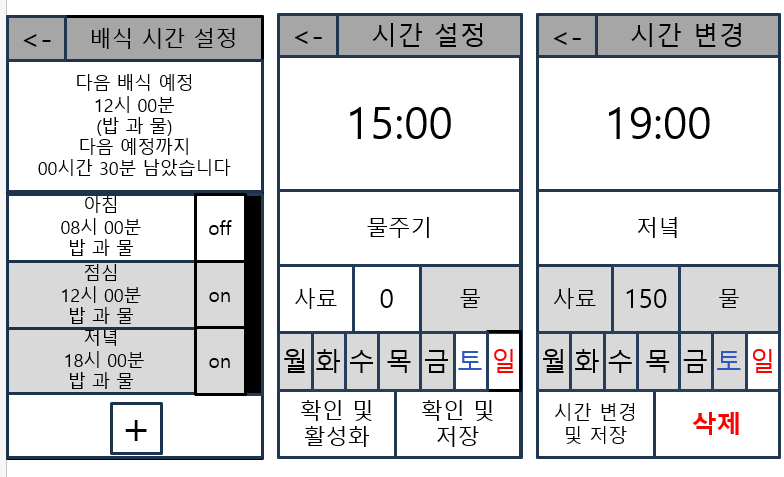 <- 배식 시간 설정
다음 배식 예정
12시 00분
(밥 과 물)
다음 예정까지
00시간 30분 남았습니다
아침
08시 00분
밥 과 물
off
점심
12시 00분
밥 과 물
on
저녁
18시 00분
밥 과 물
on
+
<- 시간 설정
15:00
물주기
사료 0 물
월 화 수 목 금 토 일
확인 및
활성화
확인 및
저장
<- 시간 변경
19:00
저녁
사료 150 물
월 화 수 목 금 토 일
시간 변경
및 저장
삭제